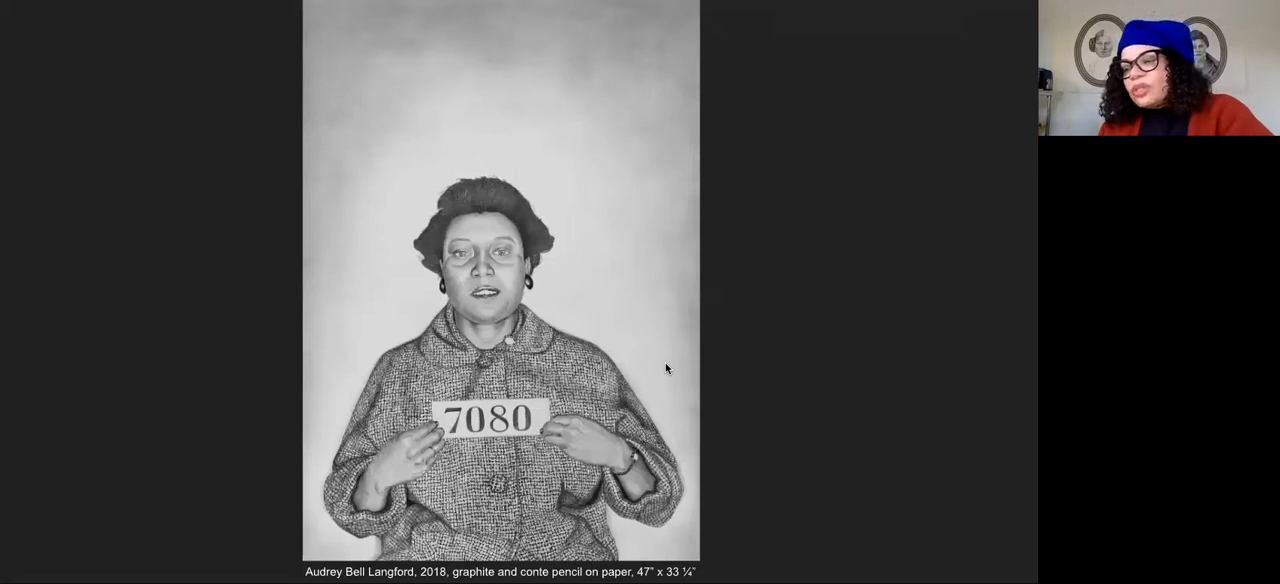 7080
Audrey Bell Langford, 2018, graphite and conte pencil on paper, 47” x 33 ¼”